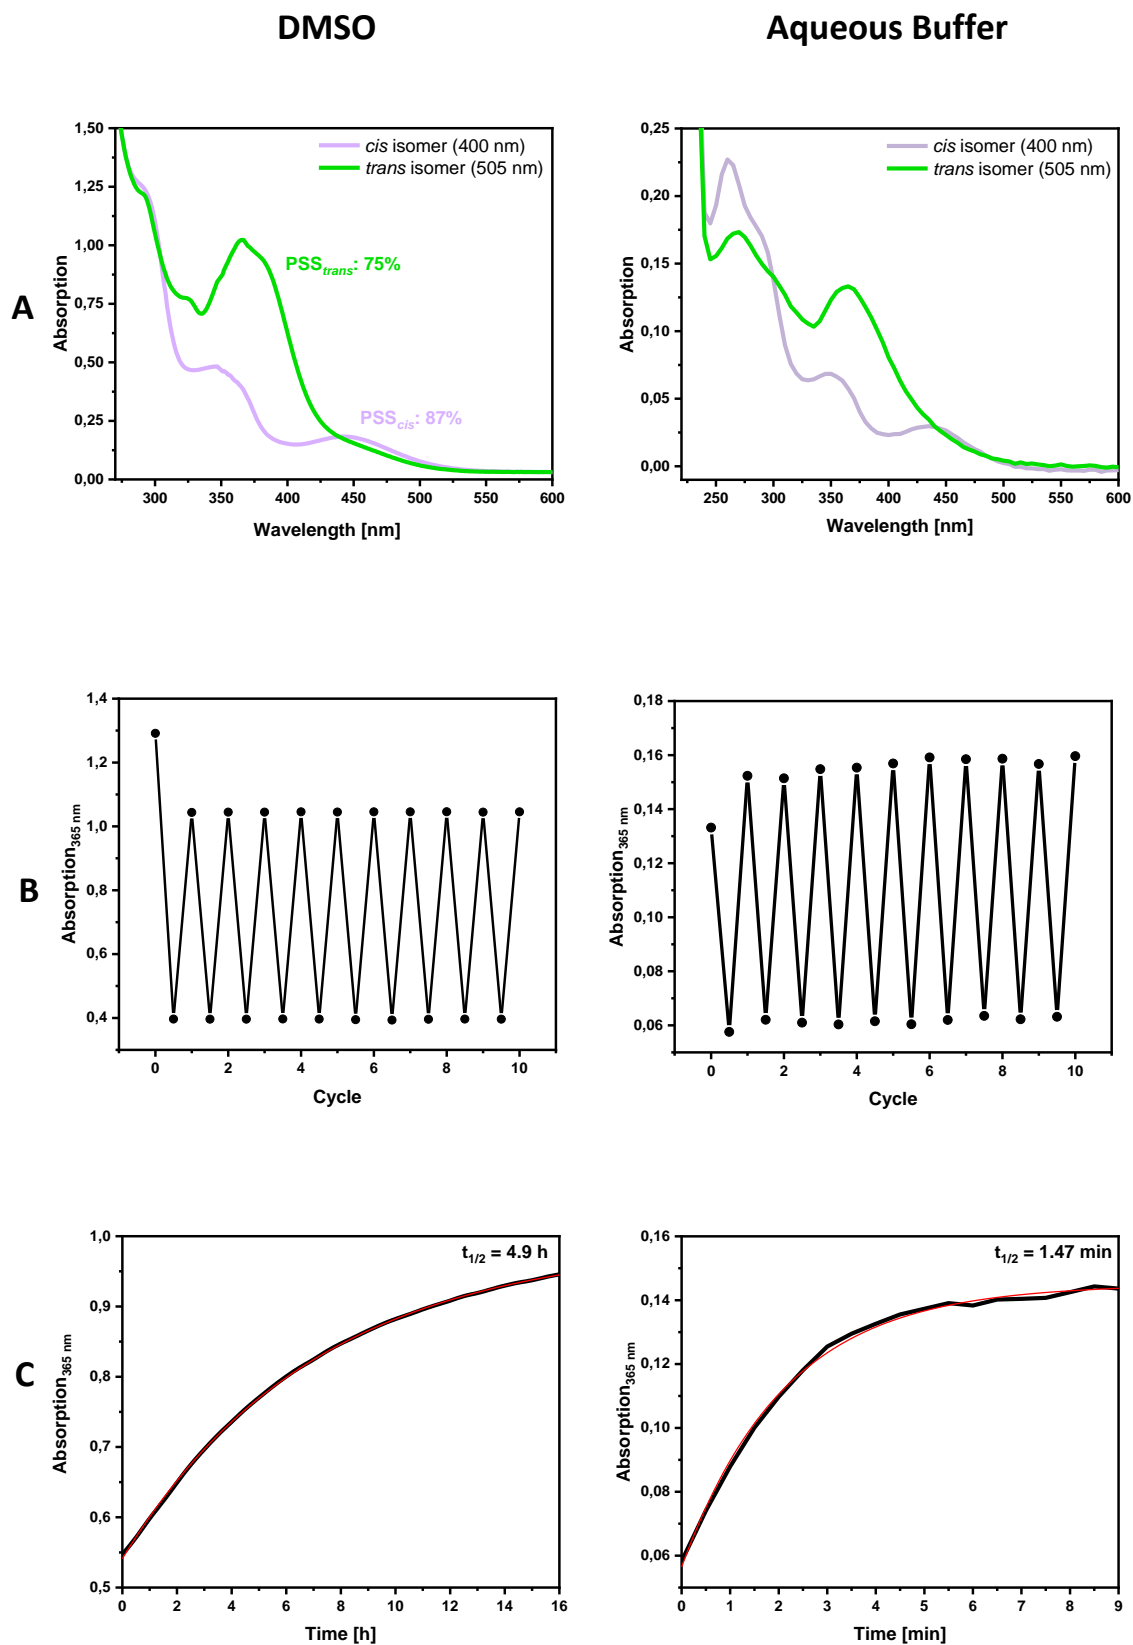 DMSO
Aqueous Buffer
A
1,50
1,25
1,00
0,75
0,50
0,25
0,00
Absorption
cis isomer (400 nm)
trans isomer (505 nm)
PSStrans: 75%
PSScis: 87%
300 350 400 450 500 550 600
Wavelength [nm]
0,25
0,20
0,15
0,10
0,05
0,00
Absorption
cis isomer (400 nm)
trans isomer (505 nm)
250 300 350 400 450 500 550 600
Wavelength [nm]
B
1,4
1,2
1,0
0,8
0,6
0,4
Absorption365 nm
0 2 4 6 8 10
Cycle
0,18
0,16
0,14
0,12
0,10
0,08
0,06
Absorption365 nm
0 2 4 6 8 10
Cycle
C
1,0
0,9
0,8
0,7
0,6
0,5
Absorption365 nm
t1/2 = 4.9 h
0 2 4 6 8 10 12 14 16
Time [h]
0,16
0,14
0,12
0,10
0,08
0,06
Absorption365 nm
t1/2 = 1.47 min
0 1 2 3 4 5 6 7 8 9
Time [min]